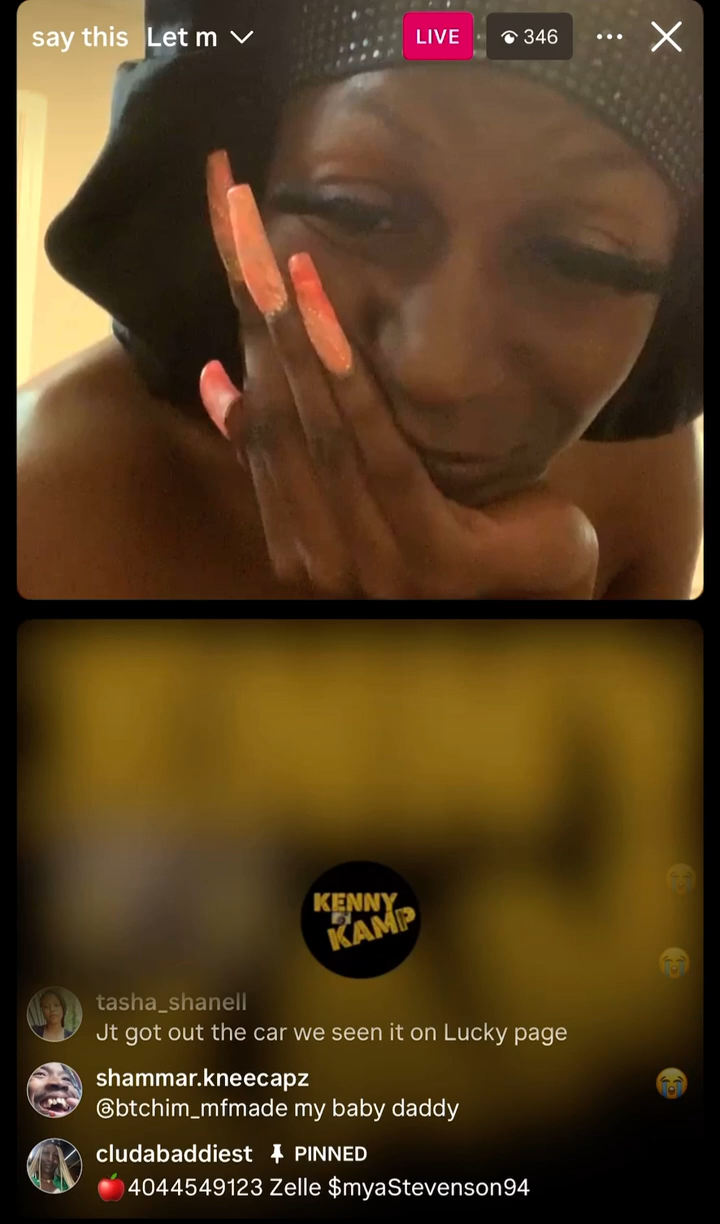 say this Let m
LIVE
346
KENNY
KAMP
tasha_shanell
Jt got out the car we seen it on Lucky page
shammar.kneecapz
@btchim_mfmade my baby daddy
cludabaddiest PINNED
🍎4044549123 Zelle $myaStevenson94